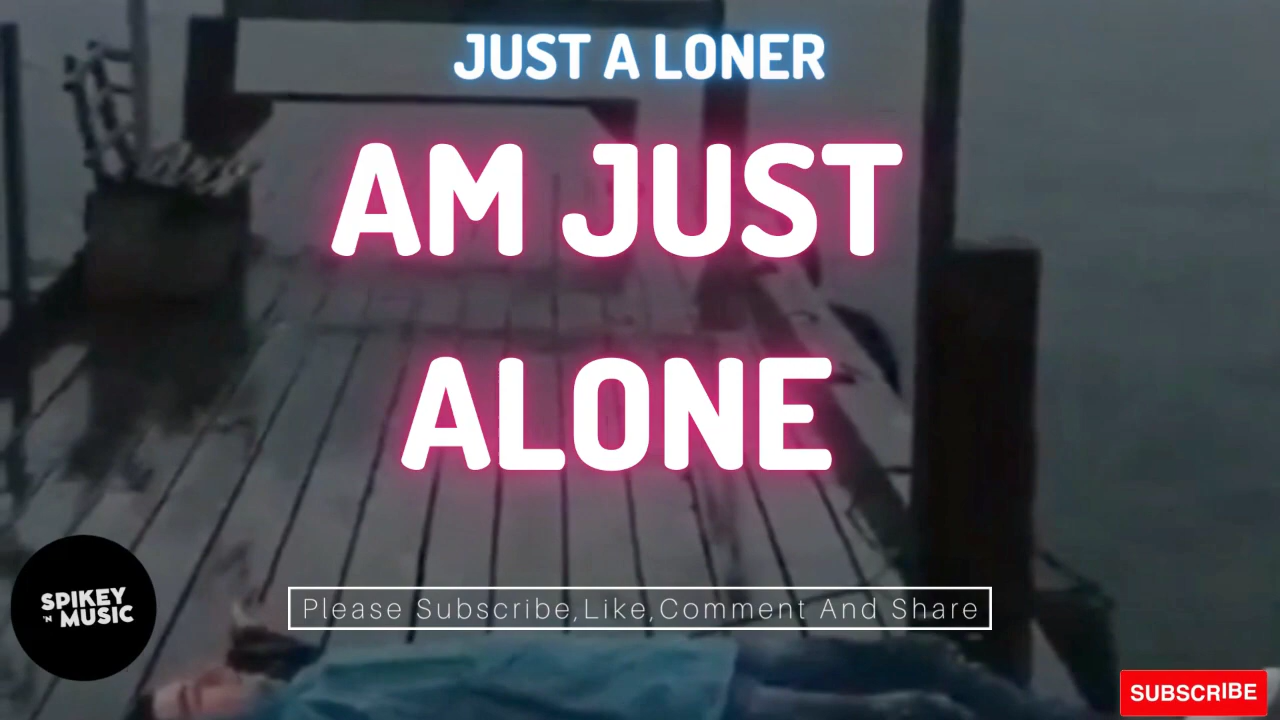 JUST A LONER
AM JUST
ALONE
SPIKEY
'N MUSIC
Please Subscribe,Like,Comment And Share
SUBSCRIBE